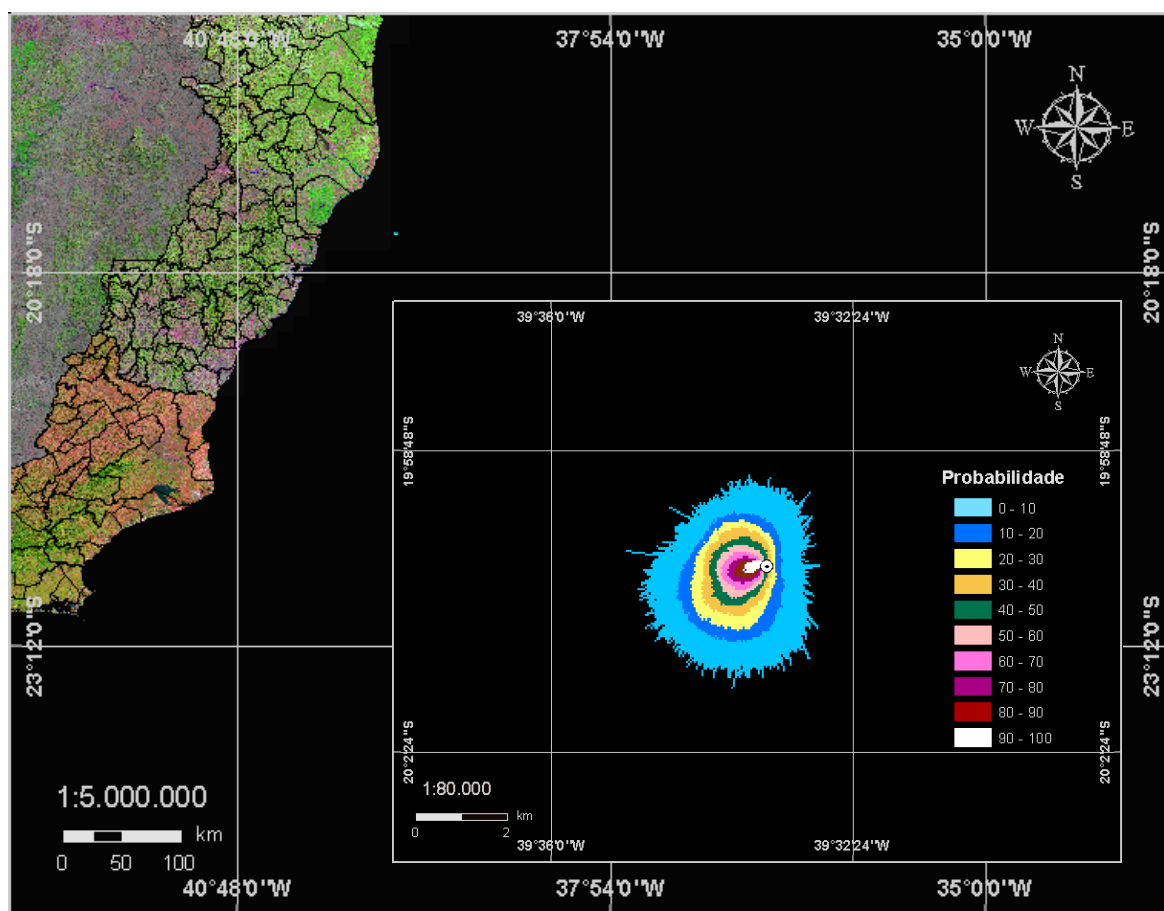 40°48'0"W 37°54'0"W 35°00'0"W
N
W E
S
20°18'0"S 20°18'0"S
39°36'0"W 39°32'24"W
N
W E
S
19°58'48"S 19°58'48"S
Probabilidade
0 - 10
10 - 20
20 - 30
30 - 40
40 - 50
50 - 60
60 - 70
70 - 80
80 - 90
90 - 100
23°12'0"S 23°12'0"S
20°2'24"S 20°2'24"S
1:80.000
km
0 2
39°36'0"W 39°32'24"W
1:5.000.000
km
0 50 100
40°48'0"W 37°54'0"W 35°00'0"W